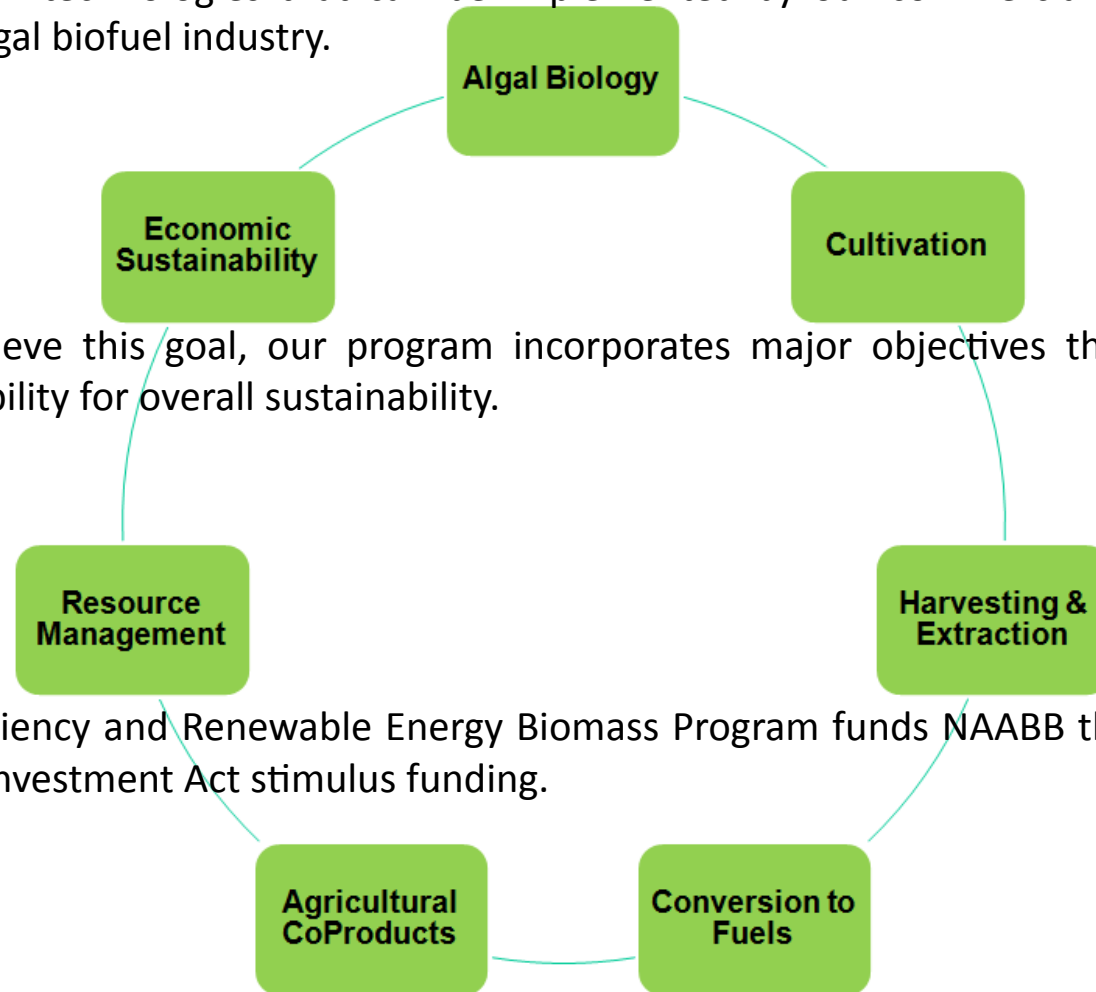 gal biofuel industry.
Algal Biology
Economic
Sustainability
Cultivation
eve this goal, our program incorporates major objectives th
bility for overall sustainability.
Resource
Management
Harvesting &
Extraction
iency and Renewable Energy Biomass Program funds NAABB th
nvestment Act stimulus funding.
Agricultural
CoProducts
Conversion to
Fuels